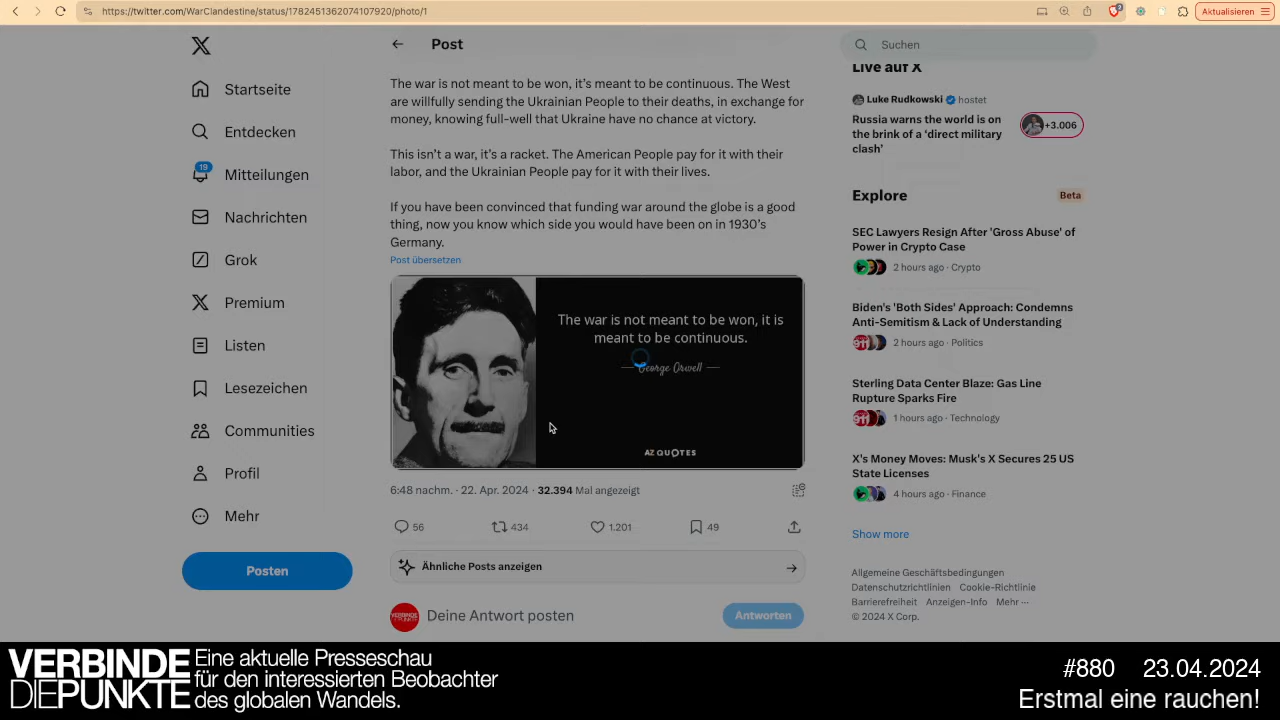 https://twitter.com/WarClandestine/status/1782451362074107920/photo/1
Aktualisieren
Startseite
Entdecken
19
Mitteilungen
Nachrichten
Grok
Premium
Listen
Lesezeichen
Communities
Profil
Mehr
Posten
Post
The war is not meant to be won, it’s meant to be continuous. The West
are willfully sending the Ukrainian People to their deaths, in exchange for
money, knowing full-well that Ukraine have no chance at victory.
This isn’t a war, it’s a racket. The American People pay for it with their
labor, and the Ukrainian People pay for it with their lives.
If you have been convinced that funding war around the globe is a good
thing, now you know which side you would have been on in 1930’s
Germany.
Post übersetzen
The war is not meant to be won, it is
meant to be continuous.
George Orwell
AZ QUOTES
6:48 nachm. · 22. Apr. 2024 · 32.394 Mal angezeigt
56 434 1.201 49
Ähnliche Posts anzeigen
VERBINDE
DIEPUNKTE
Deine Antwort posten
Antworten
Suchen
Live auf X
Luke Rudkowski hostet
Russia warns the world is on
the brink of a ‘direct military
clash’
+3.006
Explore
Beta
SEC Lawyers Resign After 'Gross Abuse' of
Power in Crypto Case
2 hours ago · Crypto
Biden's 'Both Sides' Approach: Condemns
Anti-Semitism & Lack of Understanding
2 hours ago · Politics
Sterling Data Center Blaze: Gas Line
Rupture Sparks Fire
1 hours ago · Technology
X's Money Moves: Musk's X Secures 25 US
State Licenses
4 hours ago · Finance
Show more
Allgemeine Geschäftsbedingungen
Datenschutzrichtlinien Cookie-Richtlinie
Barrierefreiheit Anzeigen-Info Mehr ···
© 2024 X Corp.
VERBINDE
DIEPUNKTE
Eine aktuelle Presseschau
für den interessierten Beobachter
des globalen Wandels.
#880 23.04.2024
Erstmal eine rauchen!